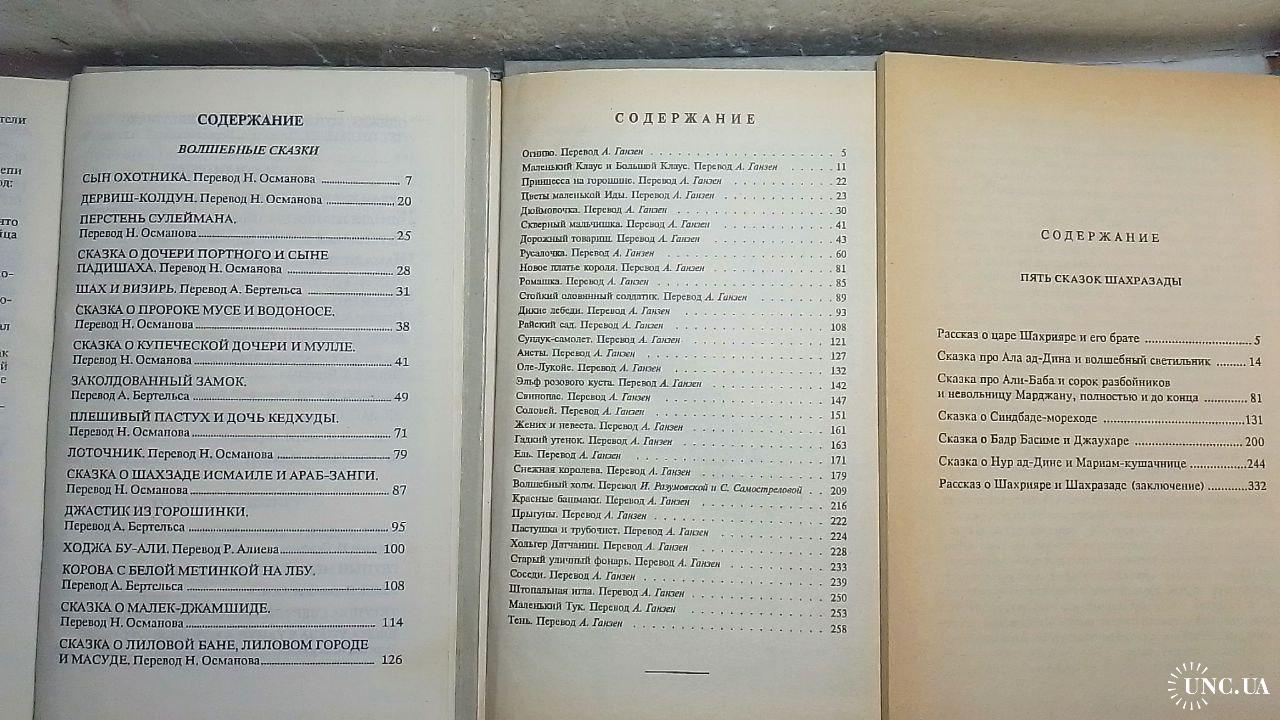 тели
СОДЕРЖАНИЕ
ВОЛШЕБНЫЕ СКАЗКИ
СЫН ОХОТНИКА. Перевод Н. Османова ........ 7
ДЕРВИШ-КОЛДУН. Перевод Н. Османова ........ 20
ПЕРСТЕНЬ СУЛЕЙМАНА.
Перевод Н. Османова ........ 25
СКАЗКА О ДОЧЕРИ ПОРТНОГО И СЫНЕ
ПАДИШАХА. Перевод Н. Османова ........ 28
ШАХ И ВИЗИРЬ. Перевод А. Бертельса ........ 31
СКАЗКА О ПРОРОКЕ МУСЕ И ВОДОНОСЕ.
Перевод Н. Османова ........ 38
СКАЗКА О КУПЕЧЕСКОЙ ДОЧЕРИ И МУЛЛЕ.
Перевод Н. Османова ........ 41
ЗАКОЛДОВАННЫЙ ЗАМОК.
Перевод А. Бертельса ........ 49
ПЛЕШИВЫЙ ПАСТУХ И ДОЧЬ КЕДХУДЫ.
Перевод Н. Османова ........ 71
ЛОТОЧНИК. Перевод Н. Османова ........ 79
СКАЗКА О ШАХЗАДЕ ИСМАИЛЕ И АРАБ-ЗАНГИ.
Перевод Н. Османова ........ 87
ДЖАСТИК ИЗ ГОРОШИНКИ.
Перевод А. Бертельса ........ 95
ХОДЖА БУ-АЛИ. Перевод Р. Алиева ........ 100
КОРОВА С БЕЛОЙ МЕТИНКОЙ НА ЛБУ.
Перевод А. Бертельса ........ 108
СКАЗКА О МАЛЕК-ДЖАМШИДЕ.
Перевод Н. Османова ........ 114
СКАЗКА О ЛИЛОВОЙ БАНЕ, ЛИЛОВОМ ГОРОДЕ
И МАСУДЕ. Перевод Н. Османова ........ 126
СОДЕРЖАНИЕ
Огниво. Перевод А. Ганзен ........ 5
Маленький Клаус и Большой Клаус. Перевод А. Ганзен ........ 11
Принцесса на горошине. Перевод А. Ганзен ........ 22
Цветы маленькой Иды. Перевод А. Ганзен ........ 23
Дюймовочка. Перевод А. Ганзен ........ 30
Скверный мальчишка. Перевод А. Ганзен ........ 41
Дорожный товарищ. Перевод А. Ганзен ........ 43
Русалочка. Перевод А. Ганзен ........ 60
Новое платье короля. Перевод А. Ганзен ........ 81
Ромашка. Перевод А. Ганзен ........ 85
Стойкий оловянный солдатик. Перевод А. Ганзен ........ 89
Дикие лебеди. Перевод А. Ганзен ........ 93
Райский сад. Перевод А. Ганзен ........ 108
Сундук-самолет. Перевод А. Ганзен ........ 121
Аисты. Перевод А. Ганзен ........ 127
Оле-Лукойе. Перевод А. Ганзен ........ 132
Эльф розового куста. Перевод А. Ганзен ........ 142
Свинопас. Перевод А. Ганзен ........ 147
Соловей. Перевод А. Ганзен ........ 151
Жених и невеста. Перевод А. Ганзен ........ 161
Гадкий утенок. Перевод А. Ганзен ........ 163
Ель. Перевод А. Ганзен ........ 171
Снежная королева. Перевод А. Ганзен ........ 179
Волшебный холм. Перевод И. Разумовской и С. Самостреловой . . 209
Красные башмаки. Перевод А. Ганзен ........ 216
Прыгуны. Перевод А. Ганзен ........ 222
Пастушка и трубочист. Перевод А. Ганзен ........ 224
Хольгер Датчанин. Перевод А. Ганзен ........ 228
Старый уличный фонарь. Перевод А. Ганзен ........ 233
Соседи. Перевод А. Ганзен ........ 239
Штопальная игла. Перевод А. Ганзен ........ 250
Маленький Тук. Перевод А. Ганзен ........ 253
Тень. Перевод А. Ганзен ........ 258
СОДЕРЖАНИЕ
ПЯТЬ СКАЗОК ШАХРАЗАДЫ
Рассказ о царе Шахрияре и его брате ........ 5
Сказка про Ала ад-Дина и волшебный светильник ........ 14
Сказка про Али-Баба и сорок разбойников
и невольницу Марджану, полностью и до конца ........ 81
Сказка о Синдбаде-мореходе ........ 131
Сказка о Бадр Басиме и Джаухаре ........ 200
Сказка о Нур ад-Дине и Мариам-кушачнице ........ 244
Рассказ о Шахрияре и Шахразаде (заключение) ........ 332
UNC.UA